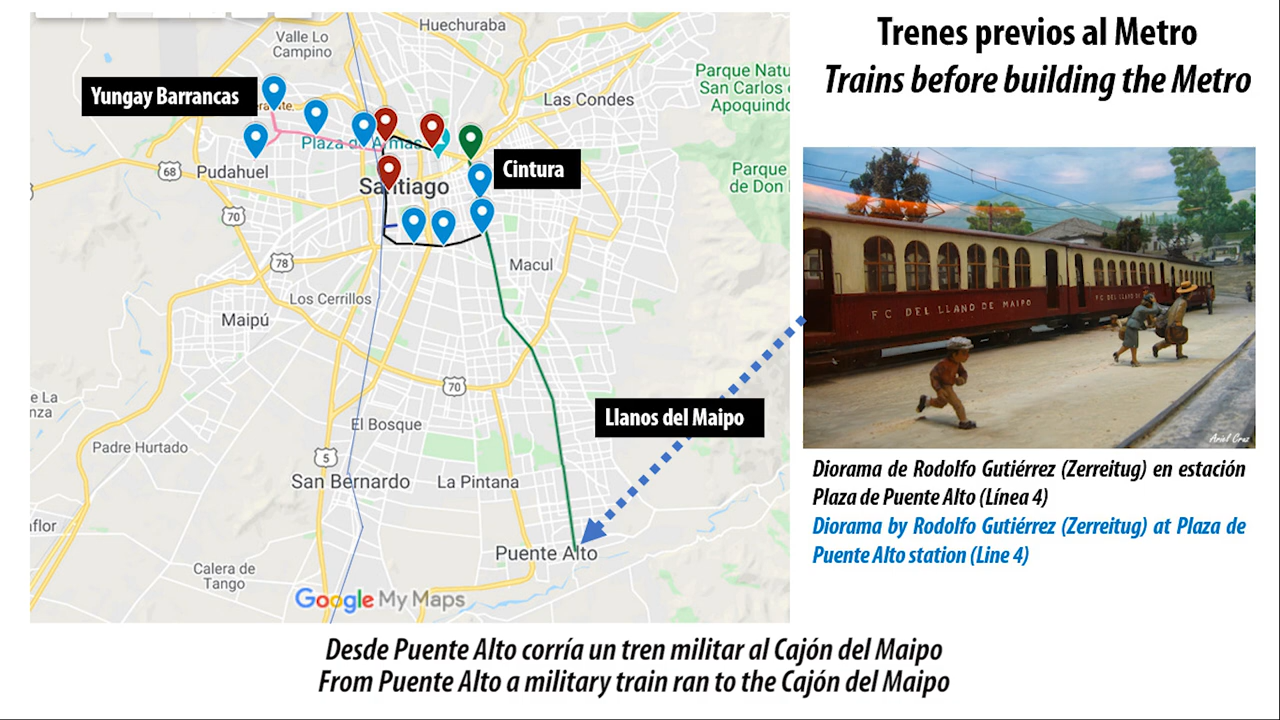 Trenes previos al Metro
Trains before building the Metro
Huechuraba
Valle Lo
Campino
Parque Natu
San Carlos
Apoquindo
Las Condes
Yungay Barrancas
Plaza de Armas
68
Pudahuel
Cintura
Parque
de Don
Santiago
70
78
Macul
Los Cerrillos
Maipú
70
F C DEL LLANO DE MAIPO
F C DEL LLANO DE
Llanos del Maipo
El Bosque
Padre Hurtado
5
San Bernardo
La Pintana
Puente Alto
Calera de
Tango
Google My Maps
Ariel Cruz
Diorama de Rodolfo Gutiérrez (Zerreitug) en estación
Plaza de Puente Alto (Línea 4)
Diorama by Rodolfo Gutiérrez (Zerreitug) at Plaza de
Puente Alto station (Line 4)
Desde Puente Alto corría un tren militar al Cajón del Maipo
From Puente Alto a military train ran to the Cajón del Maipo